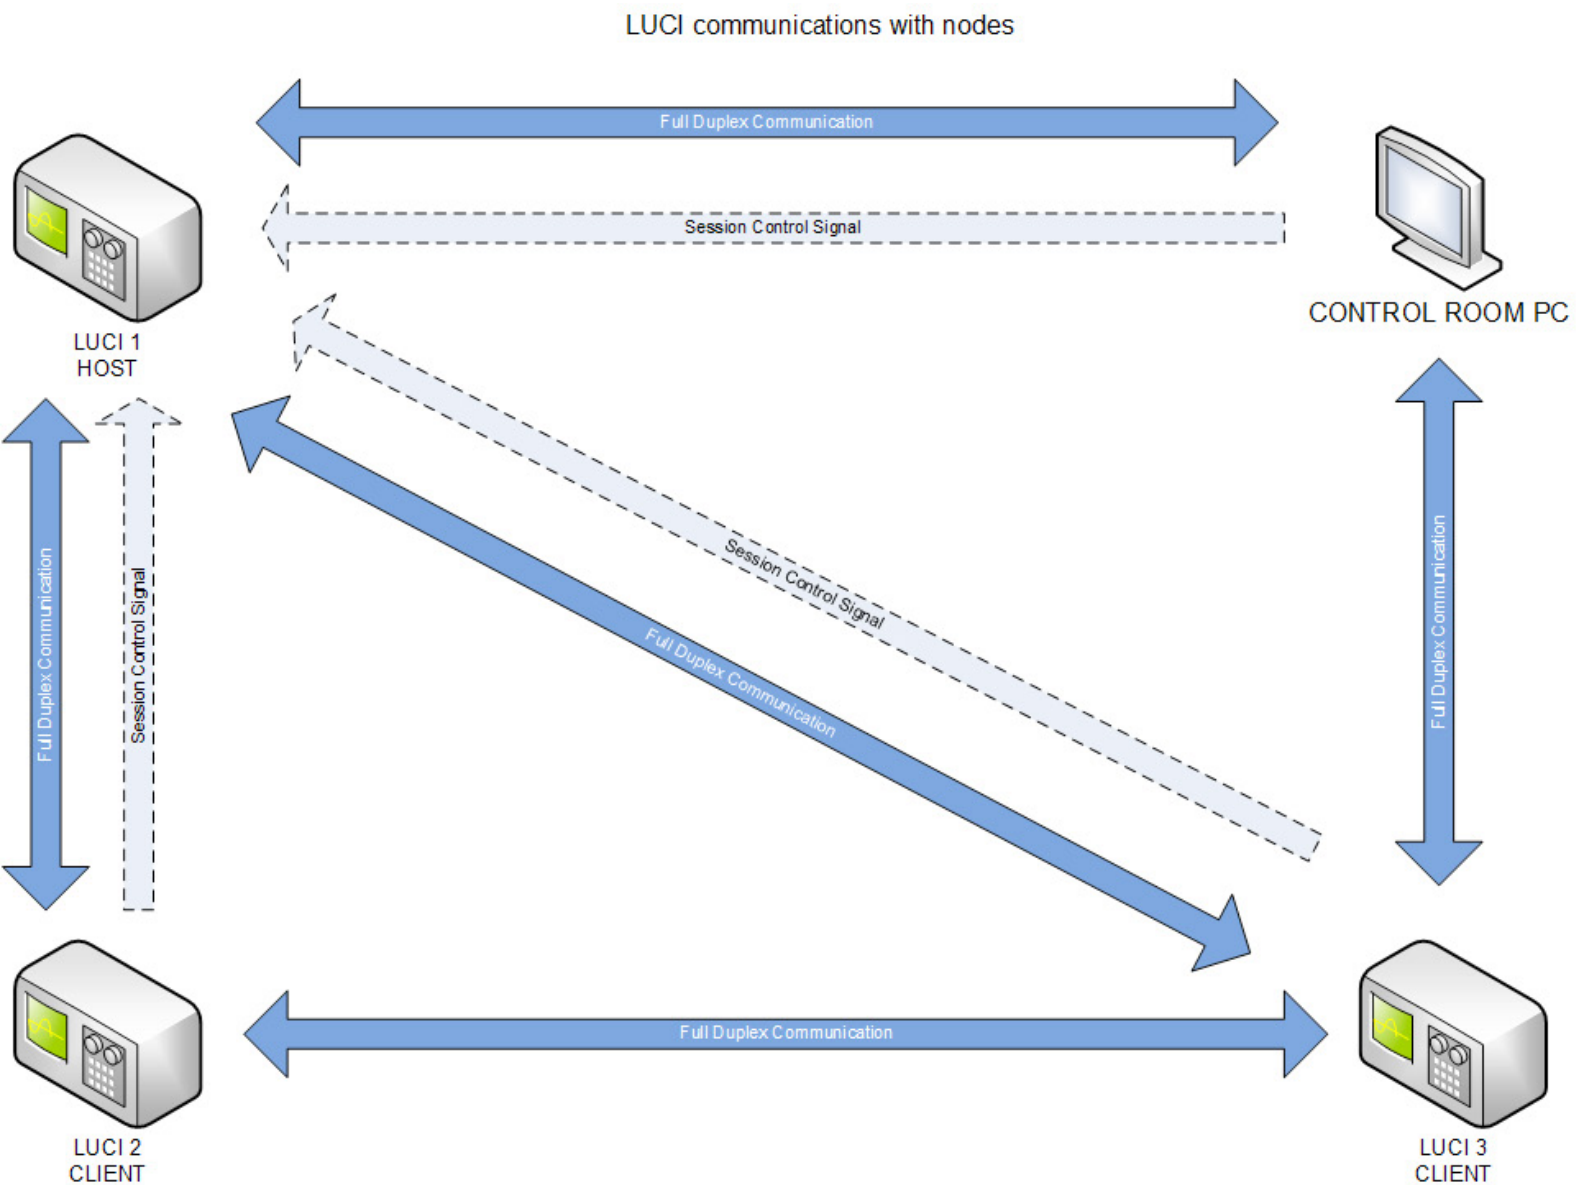 LUCI communications with nodes
Full Duplex Communication
Session Control Signal
CONTROL ROOM PC
LUCI 1
HOST
Full Duplex Communication
Session Control Signal
Session Control Signal
Full Duplex Communication
Full Duplex Communication
Full Duplex Communication
LUCI 2
CLIENT
LUCI 3
CLIENT